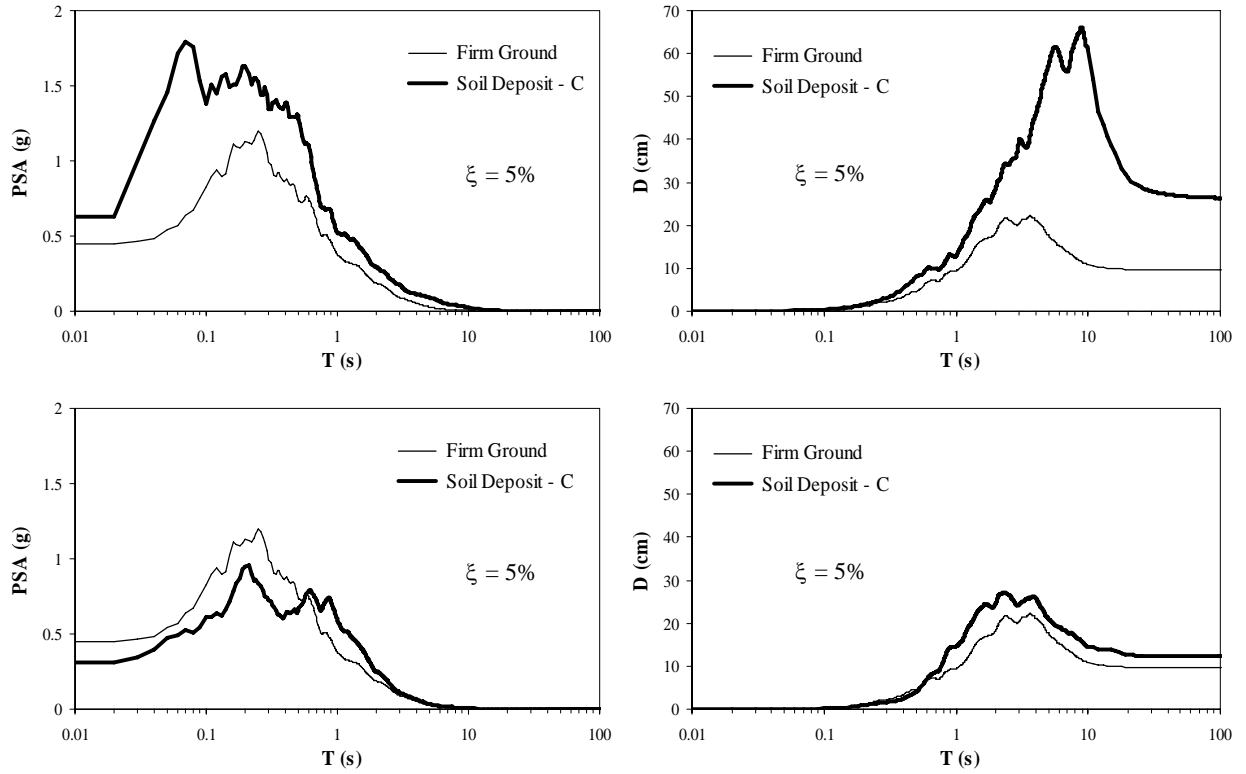 2
1.5
1
0.5
0
PSA (g)
Firm Ground
Soil Deposit - C
ξ = 5%
0.01 0.1 1 10 100
T (s)
70
60
50
40
30
20
10
0
D (cm)
Firm Ground
Soil Deposit - C
ξ = 5%
0.01 0.1 1 10 100
T (s)
2
1.5
1
0.5
0
PSA (g)
Firm Ground
Soil Deposit - C
ξ = 5%
0.01 0.1 1 10 100
T (s)
70
60
50
40
30
20
10
0
D (cm)
Firm Ground
Soil Deposit - C
ξ = 5%
0.01 0.1 1 10 100
T (s)